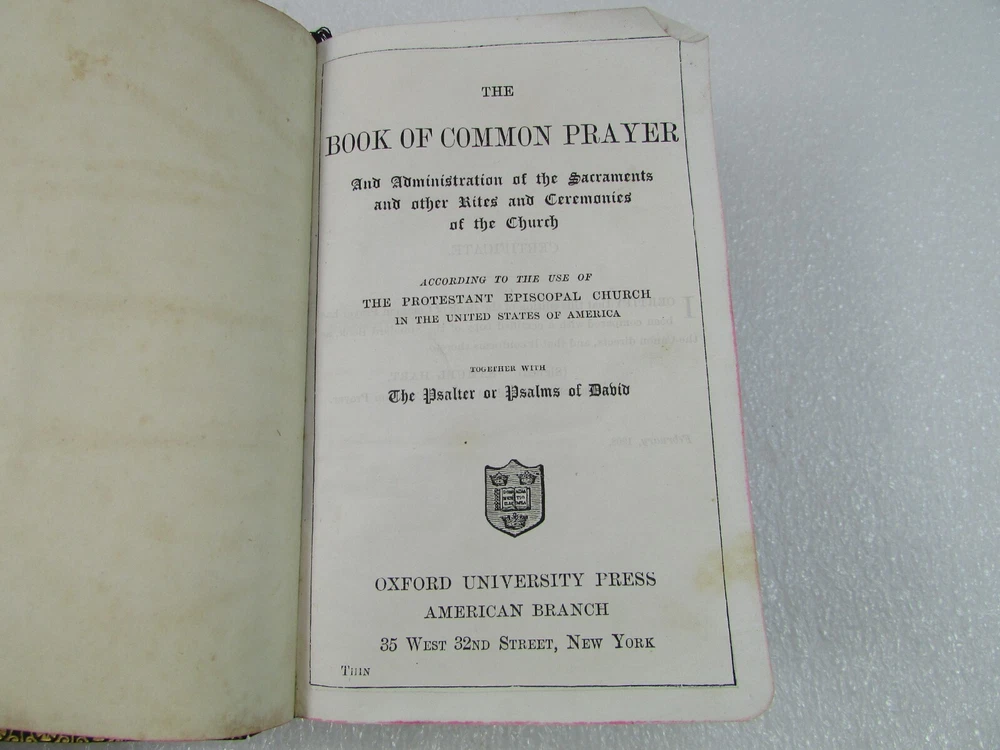 THE
BOOK OF COMMON PRAYER
And Administration of the Sacraments
and other Rites and Ceremonies
of the Church
ACCORDING TO THE USE OF
THE PROTESTANT EPISCOPAL CHURCH
IN THE UNITED STATES OF AMERICA
TOGETHER WITH
The Psalter or Psalms of David
OXFORD UNIVERSITY PRESS
AMERICAN BRANCH
35 WEST 32ND STREET, NEW YORK
THIN